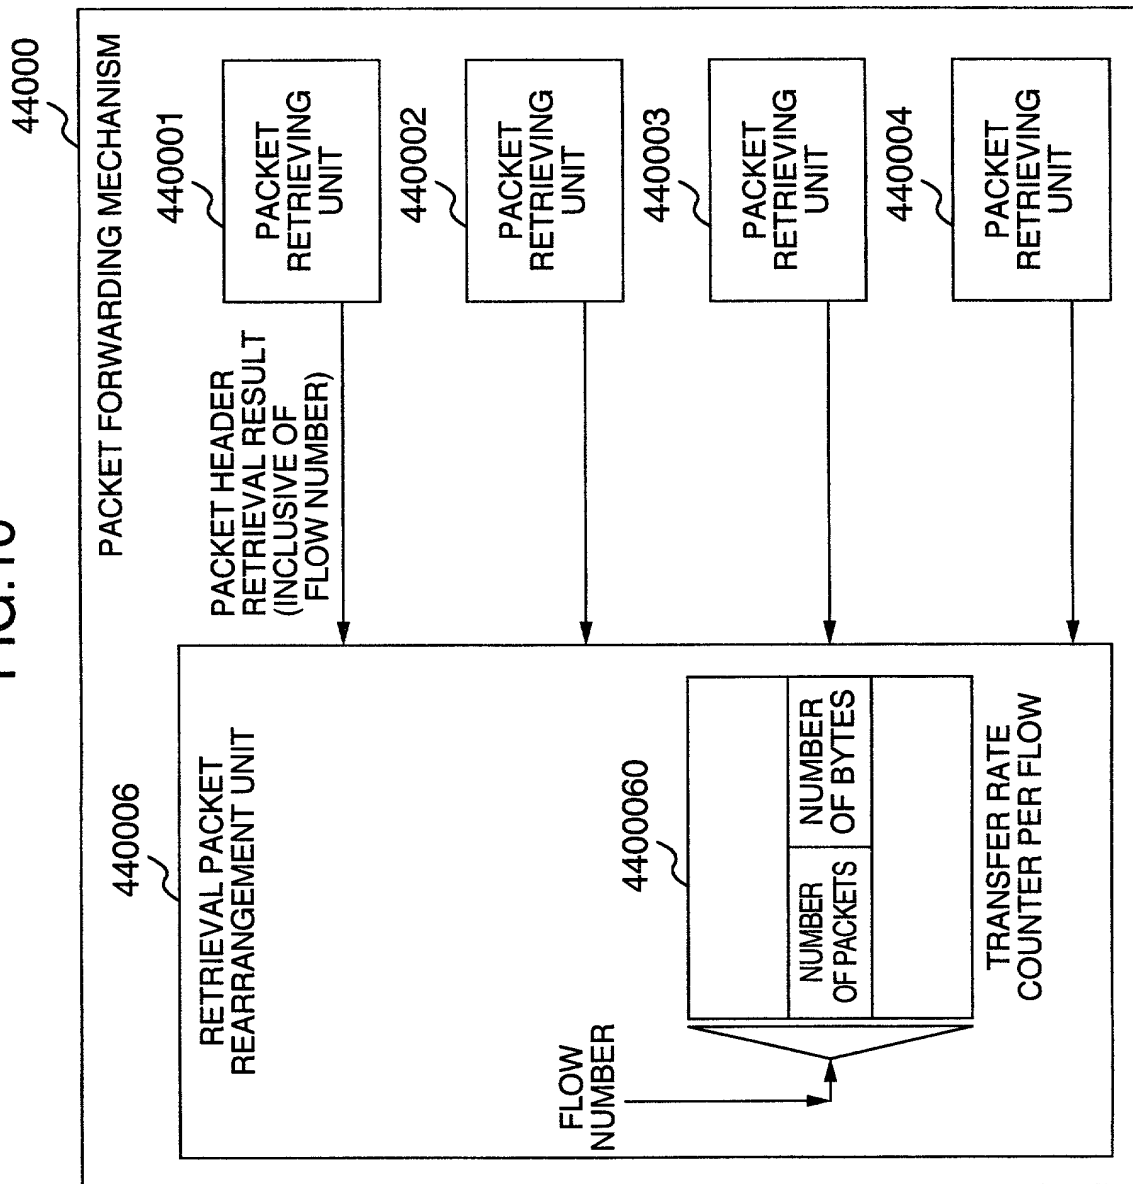 44000
PACKET FORWARDING MECHANISM
440006
RETRIEVAL PACKET
REARRANGEMENT UNIT
PACKET HEADER
RETRIEVAL RESULT
(INCLUSIVE OF
FLOW NUMBER)
440001
PACKET
RETRIEVING
UNIT
440002
PACKET
RETRIEVING
UNIT
440003
PACKET
RETRIEVING
UNIT
440004
PACKET
RETRIEVING
UNIT
FLOW
NUMBER
4400060
NUMBER
OF PACKETS
NUMBER
OF BYTES
TRANSFER RATE
COUNTER PER FLOW